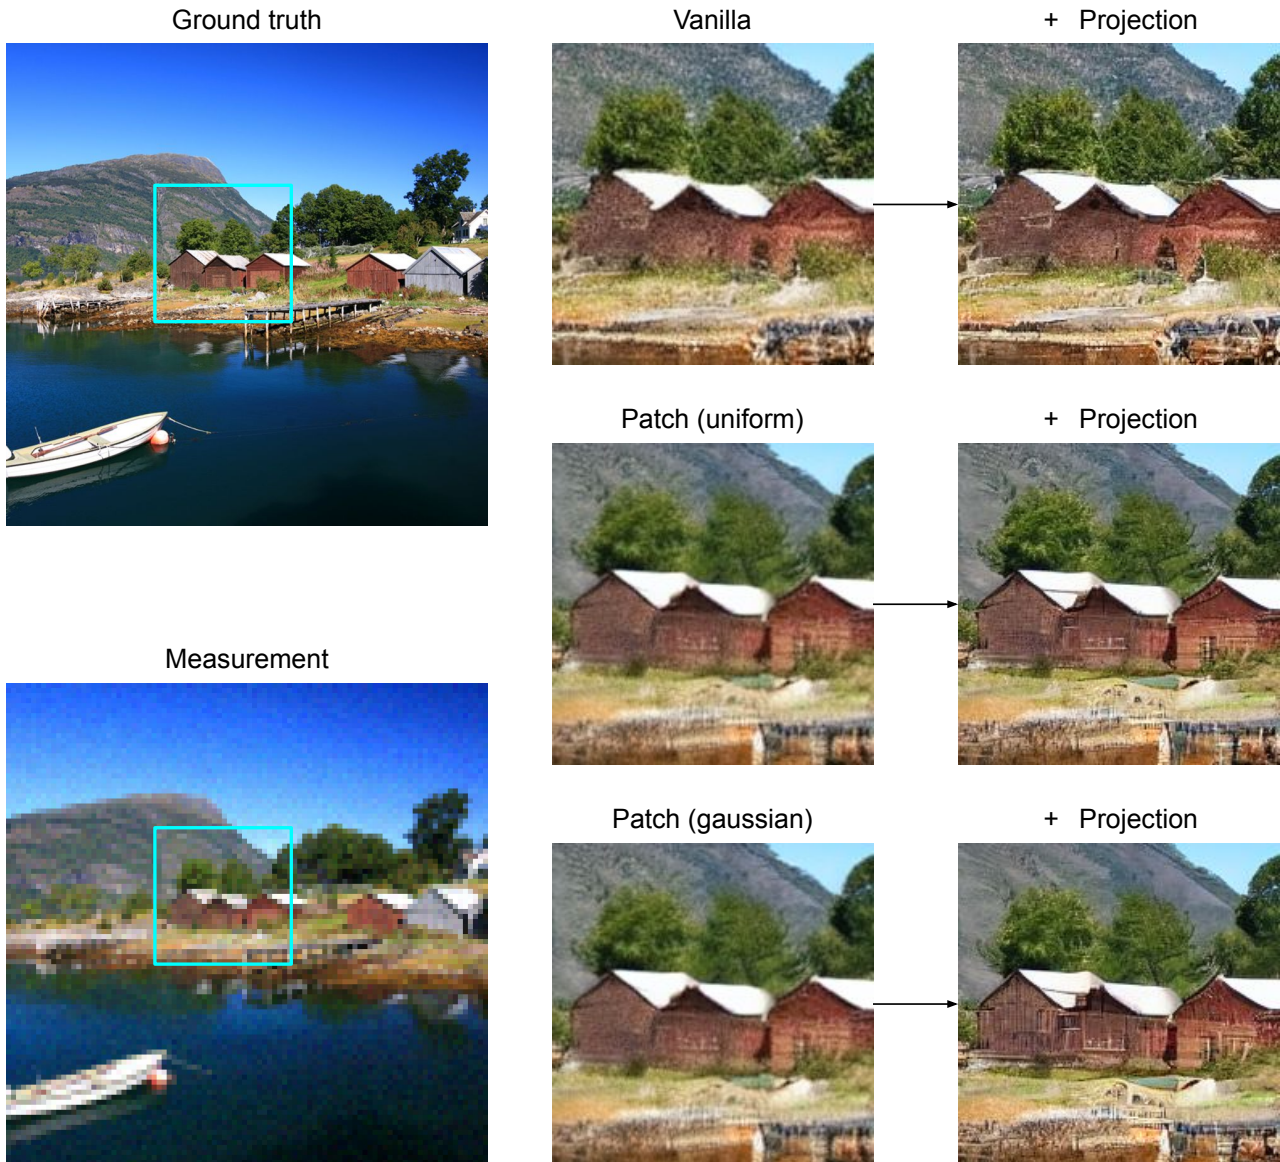 Ground truth
Vanilla
+ Projection
Patch (uniform)
+ Projection
Measurement
Patch (gaussian)
+ Projection